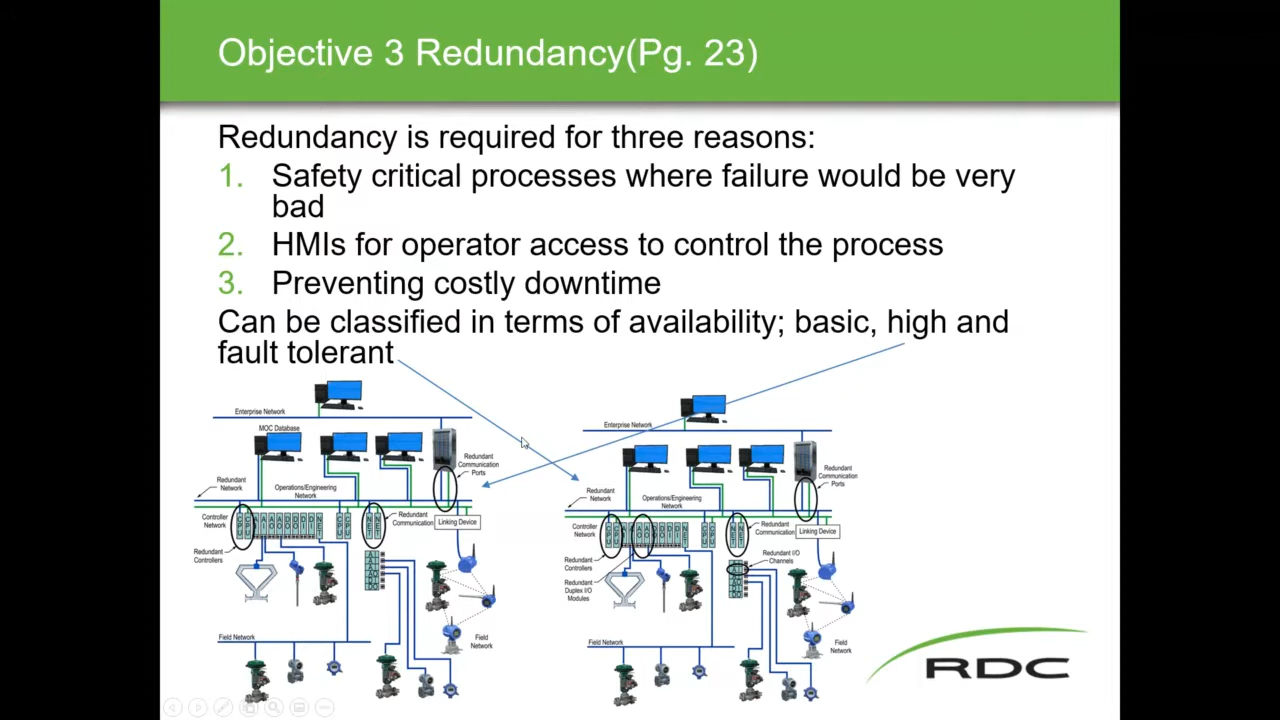 Objective 3 Redundancy(Pg. 23)
Redundancy is required for three reasons:
1. Safety critical processes where failure would be very
bad
2. HMIs for operator access to control the process
3. Preventing costly downtime
Can be classified in terms of availability; basic, high and
fault tolerant
Enterprise Network
MOC Database
Redundant
Communication
Ports
Redundant
Network
Operations/Engineering
Network
Controller
Network
Redundant
Communication
Linking Device
Redundant
Controllers
Field Network
Field
Network
Enterprise Network
Redundant
Communication
Ports
Redundant
Network
Operations/Engineering
Network
Controller
Network
Redundant
Communication
Linking Device
Redundant
Controllers
Redundant I/O
Channels
Redundant
Duplex I/O
Modules
Field Network
Field
Network
RDC